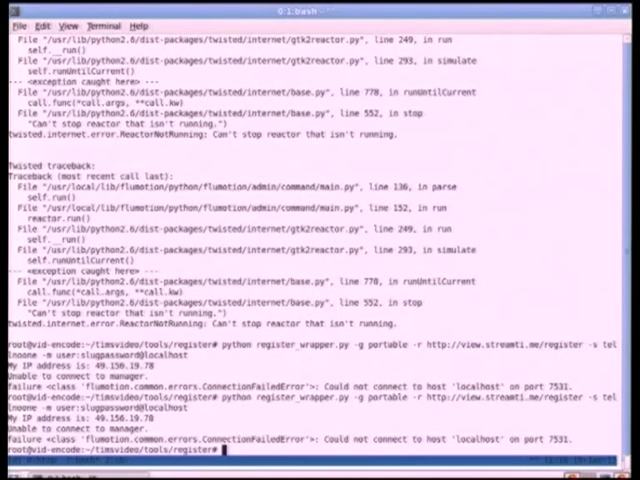 0:1:bash -
File Edit View Terminal Help
File "/usr/lib/python2.6/dist-packages/twisted/internet/gtk2reactor.py", line 249, in run
self.__run()
File "/usr/lib/python2.6/dist-packages/twisted/internet/gtk2reactor.py", line 293, in simulate
self.runUntilCurrent()
--- <exception caught here> ---
File "/usr/lib/python2.6/dist-packages/twisted/internet/base.py", line 778, in runUntilCurrent
call.func(*call.args, **call.kw)
File "/usr/lib/python2.6/dist-packages/twisted/internet/base.py", line 552, in stop
"Can't stop reactor that isn't running.")
twisted.internet.error.ReactorNotRunning: Can't stop reactor that isn't running.
Twisted traceback:
Traceback (most recent call last):
File "/usr/local/lib/flumotion/python/flumotion/admin/command/main.py", line 136, in parse
self.run()
File "/usr/local/lib/flumotion/python/flumotion/admin/command/main.py", line 152, in run
reactor.run()
File "/usr/lib/python2.6/dist-packages/twisted/internet/gtk2reactor.py", line 249, in run
self.__run()
File "/usr/lib/python2.6/dist-packages/twisted/internet/gtk2reactor.py", line 293, in simulate
self.runUntilCurrent()
--- <exception caught here> ---
File "/usr/lib/python2.6/dist-packages/twisted/internet/base.py", line 778, in runUntilCurrent
call.func(*call.args, **call.kw)
File "/usr/lib/python2.6/dist-packages/twisted/internet/base.py", line 552, in stop
"Can't stop reactor that isn't running.")
twisted.internet.error.ReactorNotRunning: Can't stop reactor that isn't running.
root@vid-encode:~/timsvideo/tools/register# python register_wrapper.py -g portable -r http://view.streamti.me/register -s tel
lnoone -m user:slugpassword@localhost
My IP address is: 49.156.19.78
Unable to connect to manager.
failure <class 'flumotion.common.errors.ConnectionFailedError'>: Could not connect to host 'localhost' on port 7531.
root@vid-encode:~/timsvideo/tools/register# python register_wrapper.py -g portable -r http://view.streamti.me/register -s tel
lnoone -m user:slugpassword@localhost
My IP address is: 49.156.19.78
Unable to connect to manager.
failure <class 'flumotion.common.errors.ConnectionFailedError'>: Could not connect to host 'localhost' on port 7531.
root@vid-encode:~/timsvideo/tools/register#